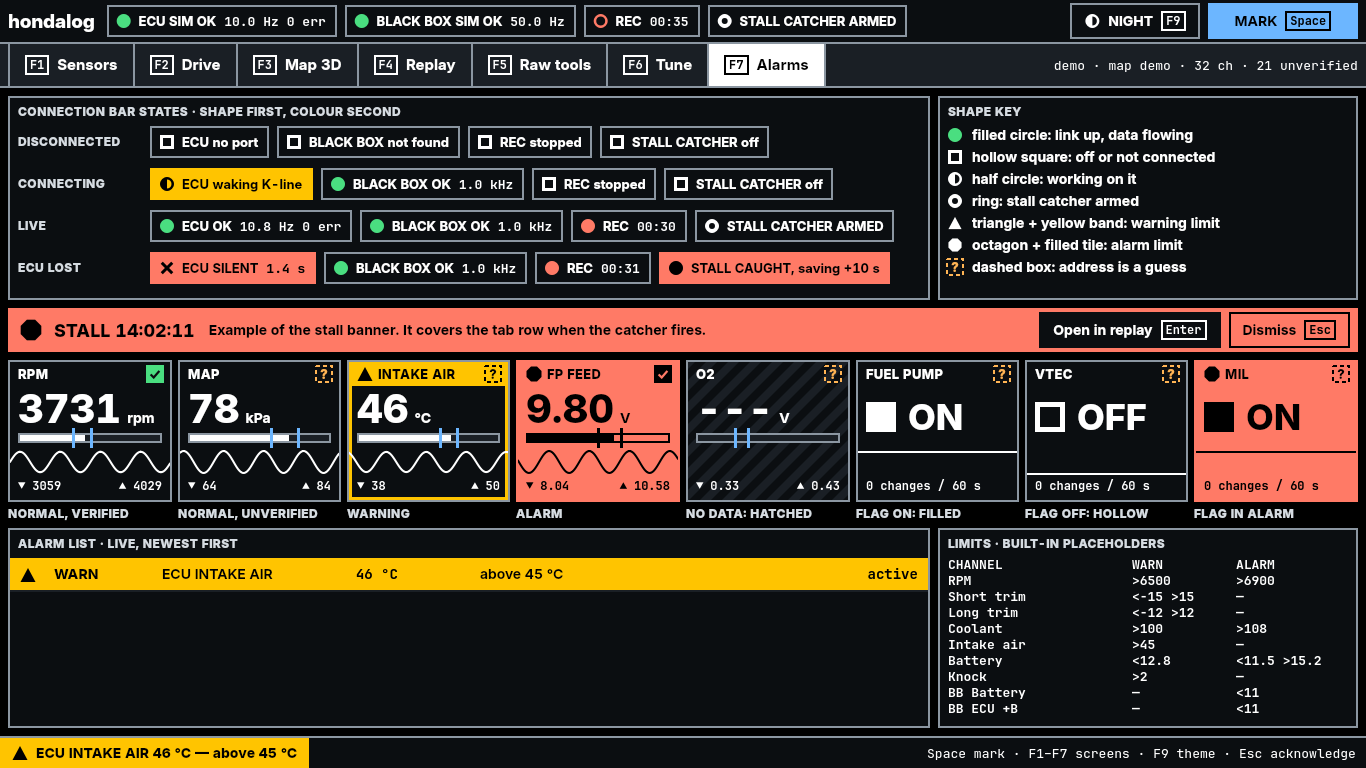 hondalog ECU SIM OK 10.0 Hz 0 err BLACK BOX SIM OK 50.0 Hz REC 00:35 STALL CATCHER ARMED NIGHT F9 MARK Space
F1 Sensors F2 Drive F3 Map 3D F4 Replay F5 Raw tools F6 Tune F7 Alarms demo · map demo · 32 ch · 21 unverified
CONNECTION BAR STATES · SHAPE FIRST, COLOUR SECOND
DISCONNECTED ECU no port BLACK BOX not found REC stopped STALL CATCHER off
CONNECTING ECU waking K-line BLACK BOX OK 1.0 kHz REC stopped STALL CATCHER off
LIVE ECU OK 10.8 Hz 0 err BLACK BOX OK 1.0 kHz REC 00:30 STALL CATCHER ARMED
ECU LOST ECU SILENT 1.4 s BLACK BOX OK 1.0 kHz REC 00:31 STALL CAUGHT, saving +10 s
SHAPE KEY
filled circle: link up, data flowing
hollow square: off or not connected
half circle: working on it
ring: stall catcher armed
triangle + yellow band: warning limit
octagon + filled tile: alarm limit
? dashed box: address is a guess
STALL 14:02:11 Example of the stall banner. It covers the tab row when the catcher fires. Open in replay Enter Dismiss Esc
RPM
3731 rpm
▼ 3059 ▲ 4029
NORMAL, VERIFIED
MAP ?
78 kPa
▼ 64 ▲ 84
NORMAL, UNVERIFIED
INTAKE AIR ?
46 °C
▼ 38 ▲ 50
WARNING
FP FEED
9.80 V
▼ 8.04 ▲ 10.58
ALARM
O2 ?
--- V
▼ 0.33 ▲ 0.43
NO DATA: HATCHED
FUEL PUMP ?
ON
0 changes / 60 s
FLAG ON: FILLED
VTEC ?
OFF
0 changes / 60 s
FLAG OFF: HOLLOW
MIL ?
ON
0 changes / 60 s
FLAG IN ALARM
ALARM LIST · LIVE, NEWEST FIRST
WARN ECU INTAKE AIR 46 °C above 45 °C active
LIMITS · BUILT-IN PLACEHOLDERS
CHANNEL WARN ALARM
RPM >6500 >6900
Short trim <-15 >15 —
Long trim <-12 >12 —
Coolant >100 >108
Intake air >45 —
Battery <12.8 <11.5 >15.2
Knock >2 —
BB Battery — <11
BB ECU +B — <11
ECU INTAKE AIR 46 °C — above 45 °C Space mark · F1–F7 screens · F9 theme · Esc acknowledge